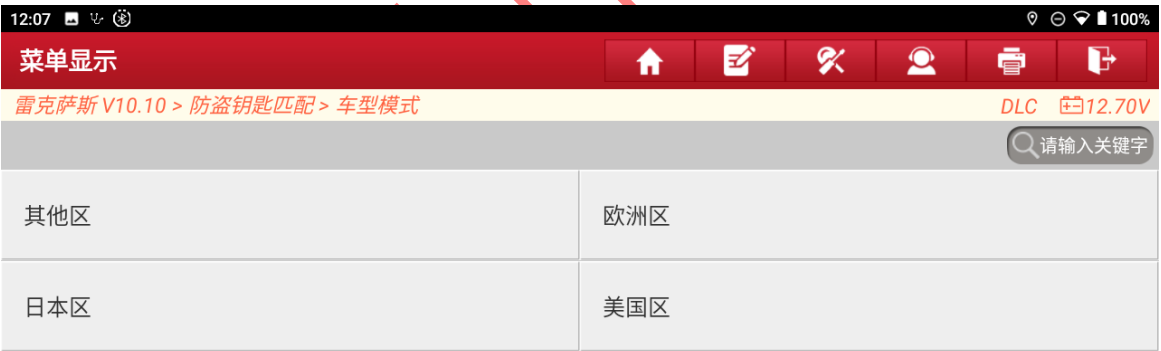 12:07 100%
菜单显示
雷克萨斯 V10.10 > 防盗钥匙匹配 > 车型模式 DLC 12.70V
请输入关键字
其他区 欧洲区
日本区 美国区